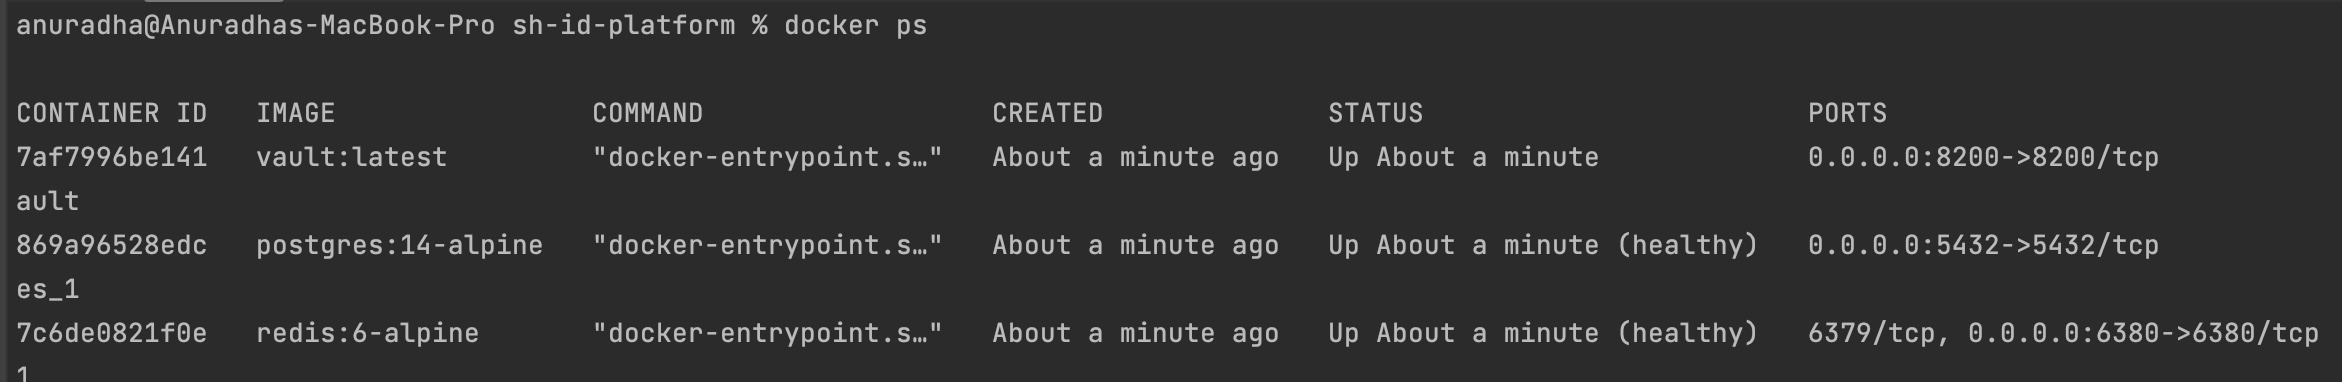 anuradha@Anuradhas-MacBook-Pro sh-id-platform % docker ps
CONTAINER ID   IMAGE                COMMAND                  CREATED              STATUS                        PORTS
7af7996be141   vault:latest         "docker-entrypoint.s…"   About a minute ago   Up About a minute             0.0.0.0:8200->8200/tcp
ault
869a96528edc   postgres:14-alpine   "docker-entrypoint.s…"   About a minute ago   Up About a minute (healthy)   0.0.0.0:5432->5432/tcp
es_1
7c6de0821f0e   redis:6-alpine       "docker-entrypoint.s…"   About a minute ago   Up About a minute (healthy)   6379/tcp, 0.0.0.0:6380->6380/tcp
1